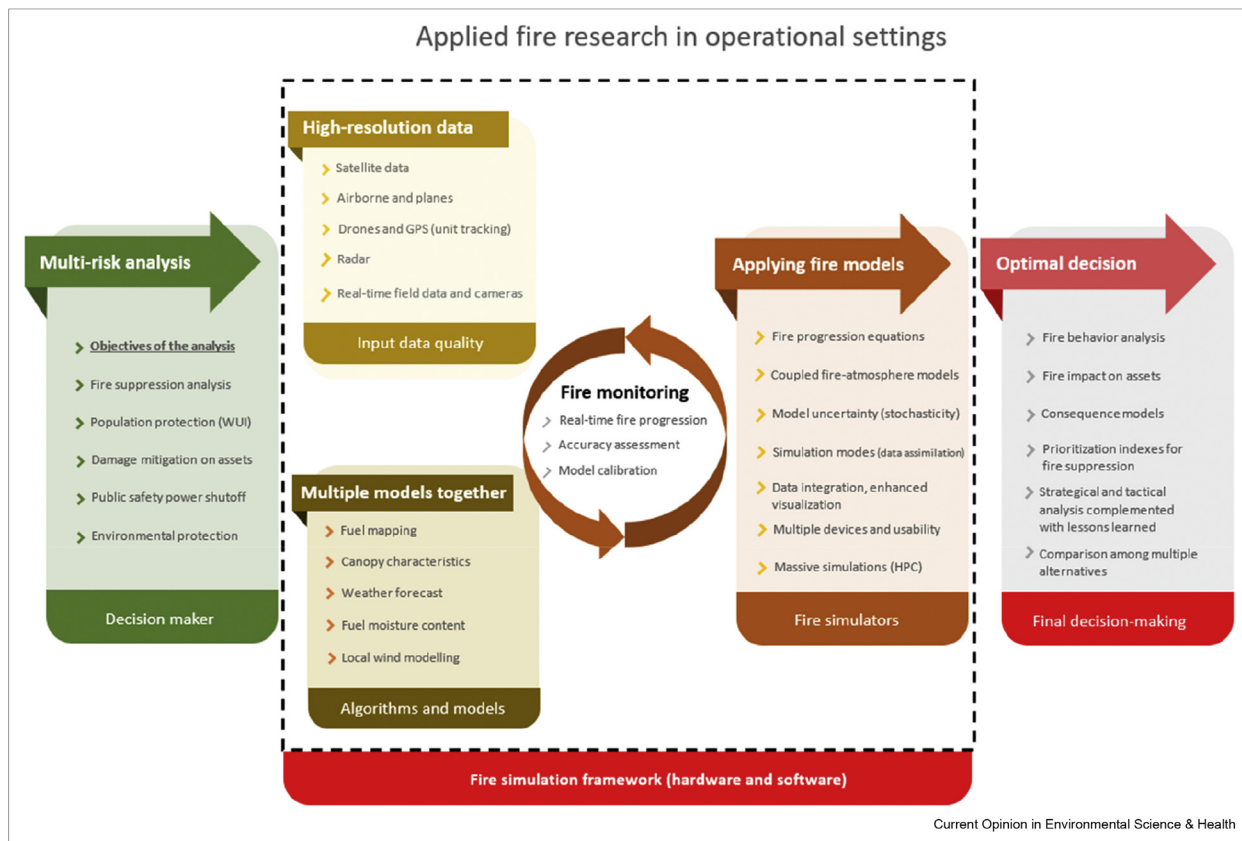 Applied fire research in operational settings
Multi-risk analysis
Objectives of the analysis
Fire suppression analysis
Population protection (WUI)
Damage mitigation on assets
Public safety power shutoff
Environmental protection
Decision maker
High-resolution data
Satellite data
Airborne and planes
Drones and GPS (unit tracking)
Radar
Real-time field data and cameras
Input data quality
Multiple models together
Fuel mapping
Canopy characteristics
Weather forecast
Fuel moisture content
Local wind modelling
Algorithms and models
Fire monitoring
Real-time fire progression
Accuracy assessment
Model calibration
Applying fire models
Fire progression equations
Coupled fire-atmosphere models
Model uncertainty (stochasticity)
Simulation modes (data assimilation)
Data integration, enhanced
visualization
Multiple devices and usability
Massive simulations (HPC)
Fire simulators
Optimal decision
Fire behavior analysis
Fire impact on assets
Consequence models
Prioritization indexes for
fire suppression
Strategical and tactical
analysis complemented
with lessons learned
Comparison among multiple
alternatives
Final decision-making
Fire simulation framework (hardware and software)
Current Opinion in Environmental Science & Health